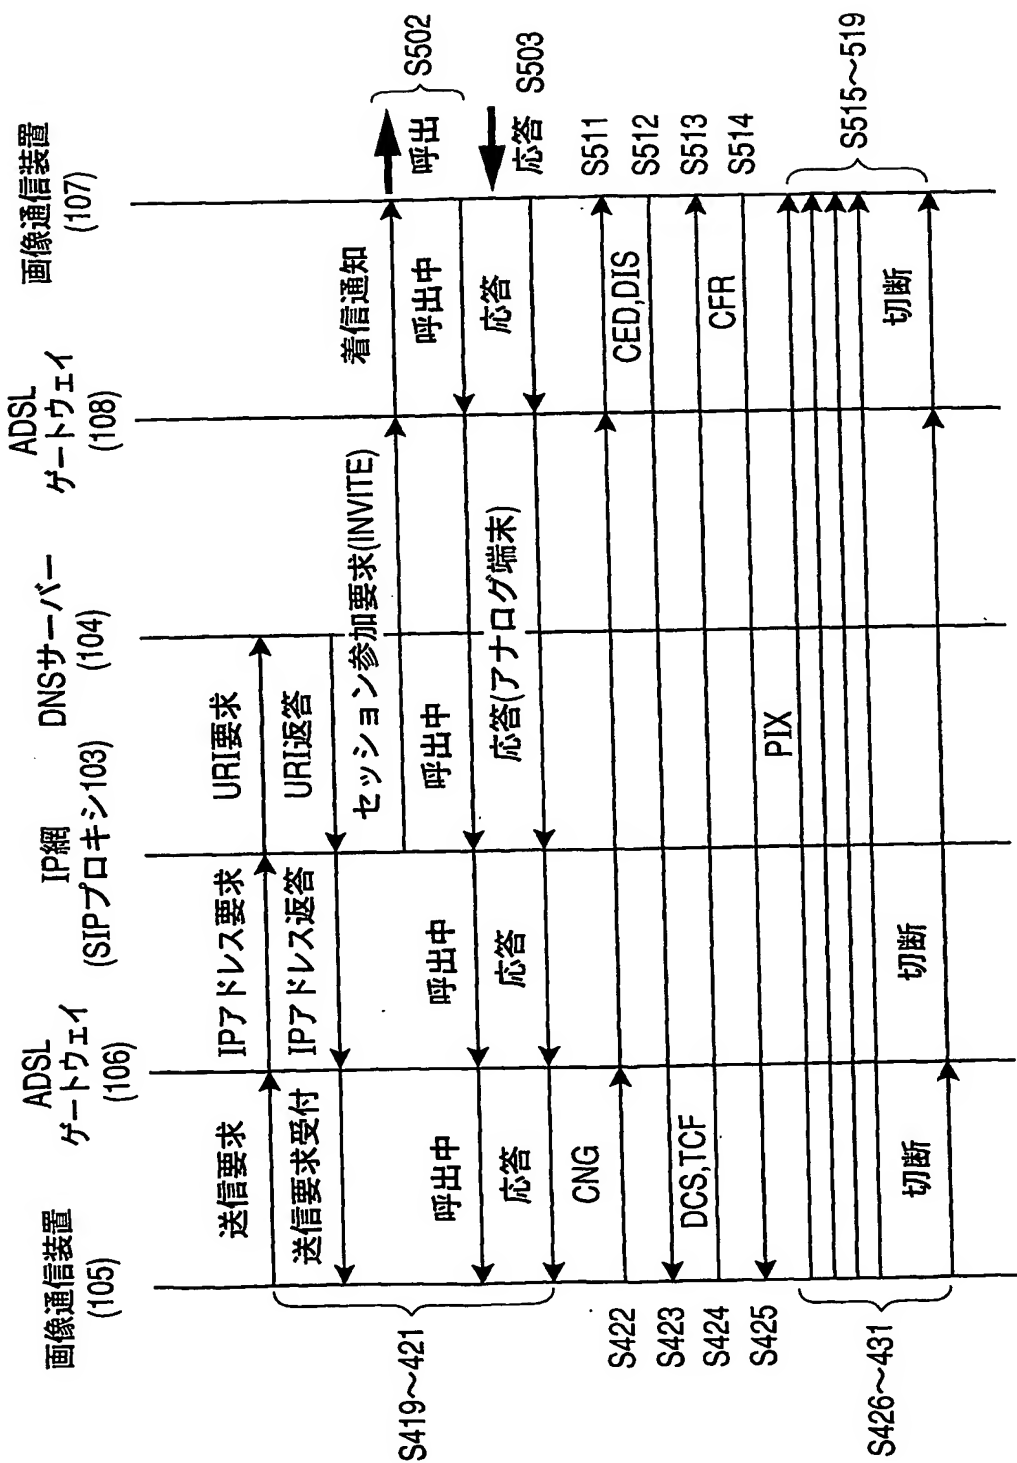 画像通信装置
(105)
ADSL
ゲートウェイ
(106)
IP網
(SIPプロキシ103)
DNSサーバー
(104)
ADSL
ゲートウェイ
(108)
画像通信装置
(107)
送信要求
IPアドレス要求
URI要求
送信要求受付
IPアドレス返答
URI返答
セッション参加要求(INVITE)
着信通知
呼出
S502
呼出中
呼出中
呼出中
呼出中
応答
応答
応答(アナログ端末)
応答
応答
S503
S419～421
CNG
S422
S511
CED,DIS
S423
S512
DCS,TCF
S424
S513
CFR
S425
S514
PIX
S426～431
S515～519
切断
切断
切断